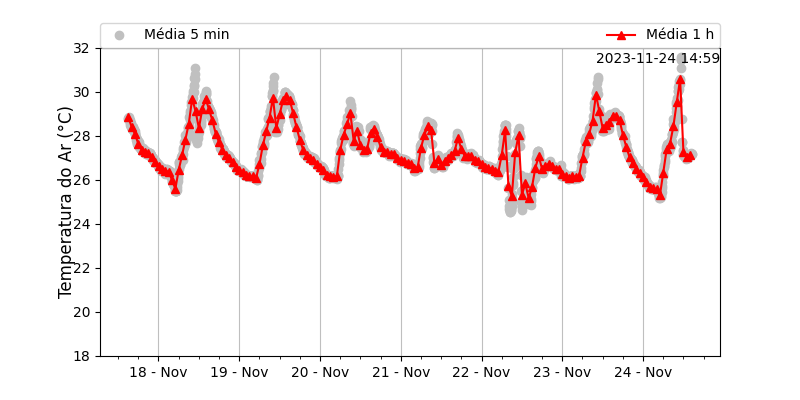 Média 5 min
Média 1 h
2023-11-24 14:59
Temperatura do Ar (°C)
32
30
28
26
24
22
20
18
18 - Nov
19 - Nov
20 - Nov
21 - Nov
22 - Nov
23 - Nov
24 - Nov